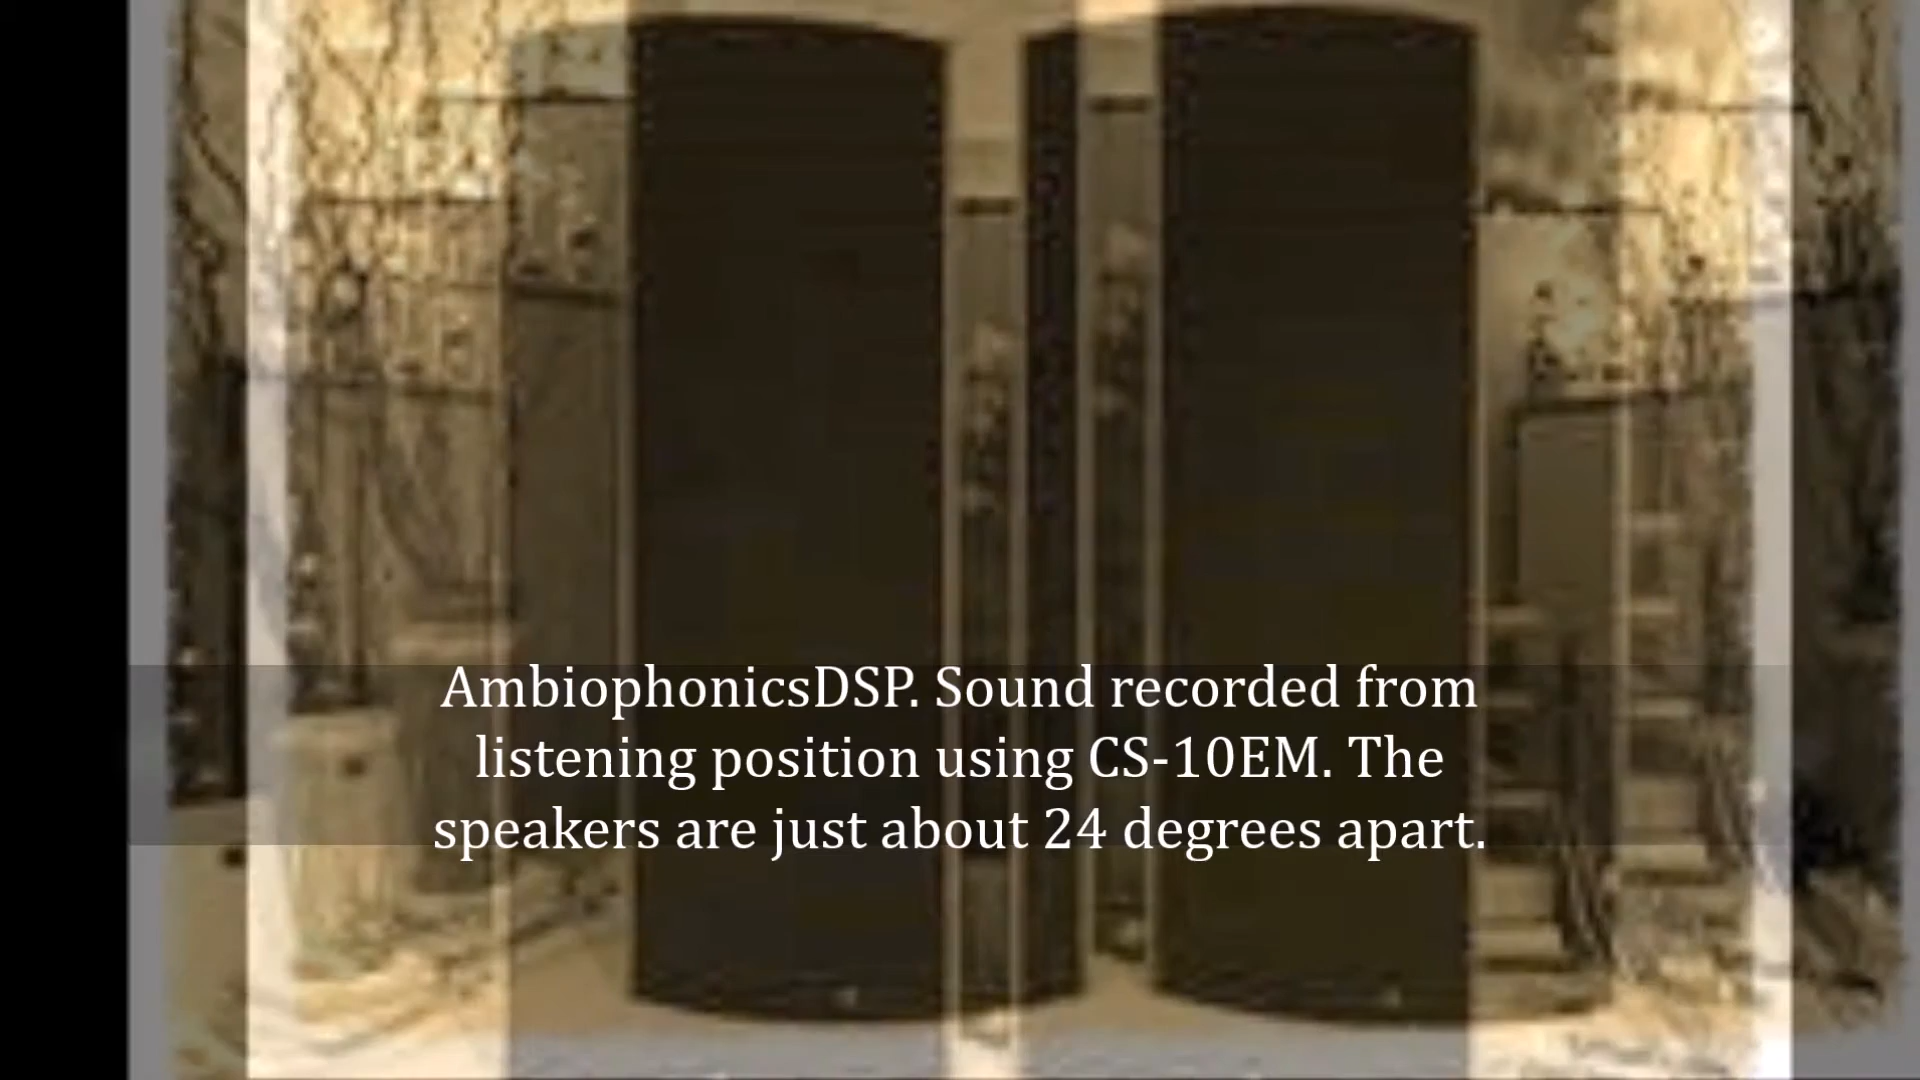 AmbiophonicsDSP. Sound recorded from
listening position using CS-10EM. The
speakers are just about 24 degrees apart.